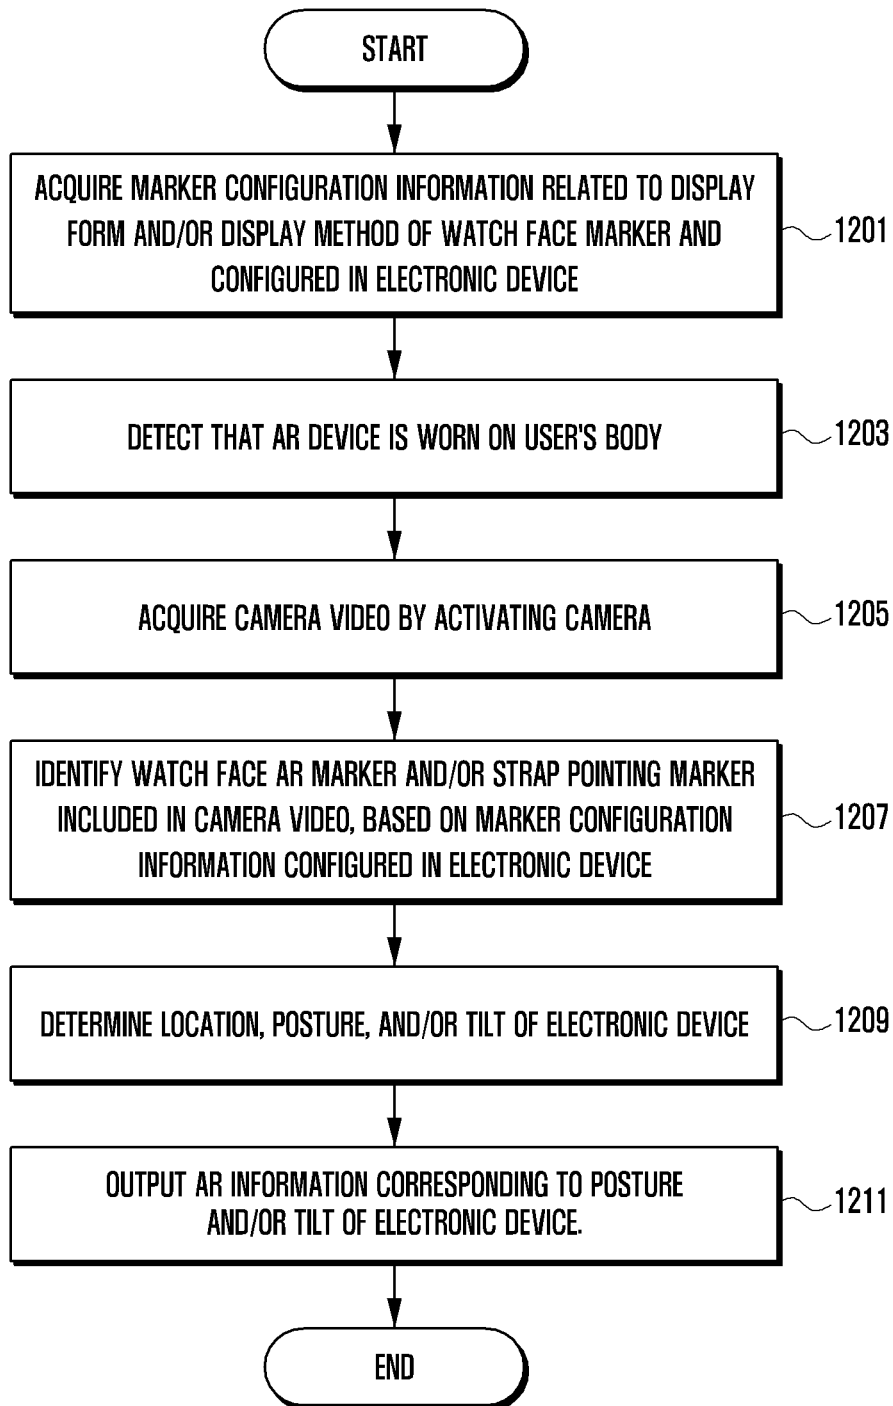 START
ACQUIRE MARKER CONFIGURATION INFORMATION RELATED TO DISPLAY
FORM AND/OR DISPLAY METHOD OF WATCH FACE MARKER AND
CONFIGURED IN ELECTRONIC DEVICE
1201
DETECT THAT AR DEVICE IS WORN ON USER'S BODY
1203
ACQUIRE CAMERA VIDEO BY ACTIVATING CAMERA
1205
IDENTIFY WATCH FACE AR MARKER AND/OR STRAP POINTING MARKER
INCLUDED IN CAMERA VIDEO, BASED ON MARKER CONFIGURATION
INFORMATION CONFIGURED IN ELECTRONIC DEVICE
1207
DETERMINE LOCATION, POSTURE, AND/OR TILT OF ELECTRONIC DEVICE
1209
OUTPUT AR INFORMATION CORRESPONDING TO POSTURE
AND/OR TILT OF ELECTRONIC DEVICE.
1211
END